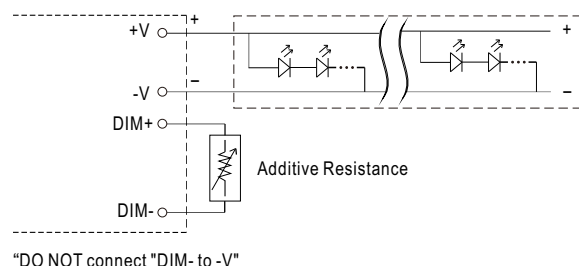 +V
+
+
-V
−
−
DIM+
Additive Resistance
DIM-
“DO NOT connect "DIM- to -V"